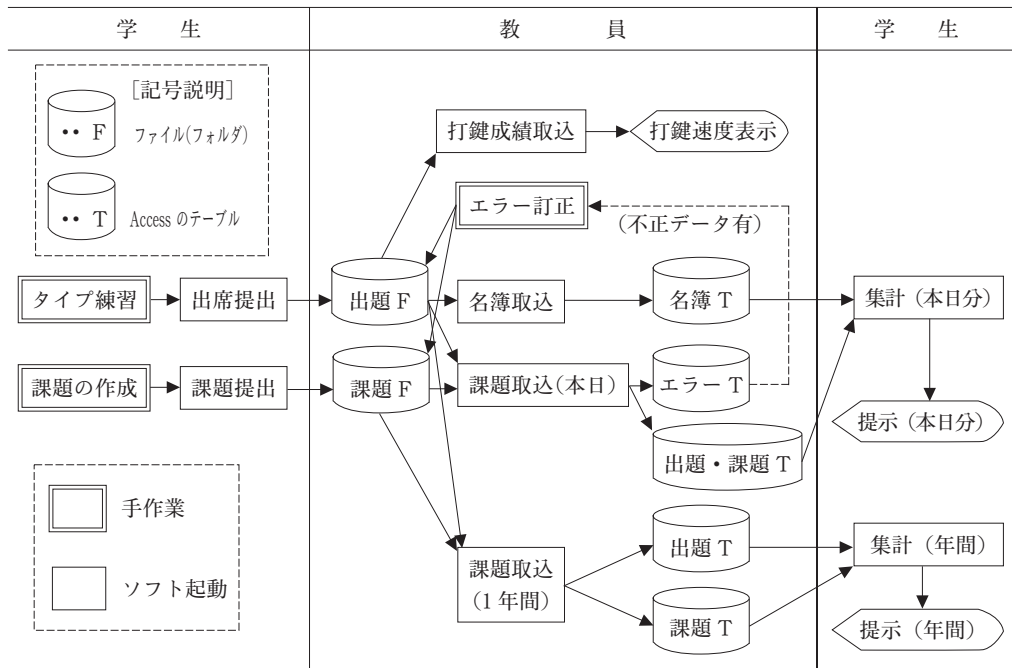 学 生
教 員
学 生
[記号説明]
・・ F
ファイル(フォルダ)
・・ T
Access のテーブル
打鍵成績取込
打鍵速度表示
エラー訂正
(不正データ有)
タイプ練習
出席提出
出題 F
名簿取込
名簿 T
集計 (本日分)
課題の作成
課題提出
課題 F
課題取込(本日)
エラー T
提示 (本日分)
出題・課題 T
手作業
ソフト起動
課題取込
(1 年間)
出題 T
集計 (年間)
課題 T
提示 (年間)